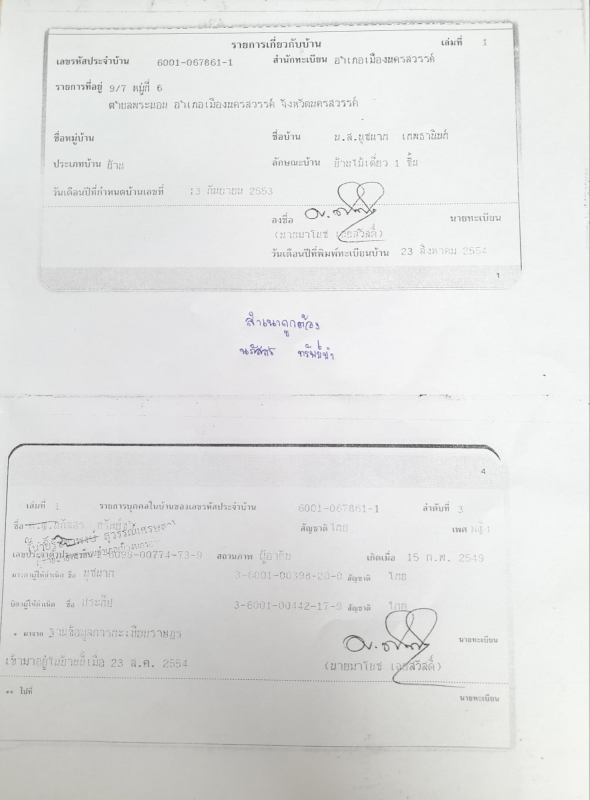 รายการเกี่ยวกับบ้าน เล่มที่ 1
เลขรหัสประจำบ้าน 6001-067861-1 สำนักทะเบียน อำเภอเมืองนครสวรรค์
รายการที่อยู่ 9/7 หมู่ที่ 6
ตำบลพระนอน อำเภอเมืองนครสวรรค์ จังหวัดนครสวรรค์
ชื่อหมู่บ้าน ชื่อบ้าน น.ส.นุชนาถ เทพธานินท์
ประเภทบ้าน บ้าน ลักษณะบ้าน บ้านไม้เดี่ยว 1 ชั้น
วันเดือนปีที่กำหนดบ้านเลขที่ 13 กันยายน 2553
ลงชื่อ นายทะเบียน
(นายมาโนช เฉยสวัสดิ์)
วันเดือนปีที่พิมพ์ทะเบียนบ้าน 23 สิงหาคม 2554
1
สำเนาถูกต้อง
นภัสสร
4
เล่มที่ 1 รายการบุคคลในบ้านของเลขรหัสประจำบ้าน 6001-067861-1 ลำดับที่ 3
ชื่อ สัญชาติ ไทย เพศ หญิง
เลขประจำตัวประชาชน สถานภาพ ผู้อาศัย เกิดเมื่อ 15 ก.พ. 2549
มารดาผู้ให้กำเนิด ชื่อ นุชนาถ 3-6001-00398-20-0 สัญชาติ ไทย
บิดาผู้ให้กำเนิด ชื่อ ประทีป 3-6001-00442-17-9 สัญชาติ ไทย
* มาจาก ฐานข้อมูลการทะเบียนราษฎร นายทะเบียน
เข้ามาอยู่ในบ้านนี้เมื่อ 23 ส.ค. 2554 (นายมาโนช เฉยสวัสดิ์)
** ไปที่ นายทะเบียน